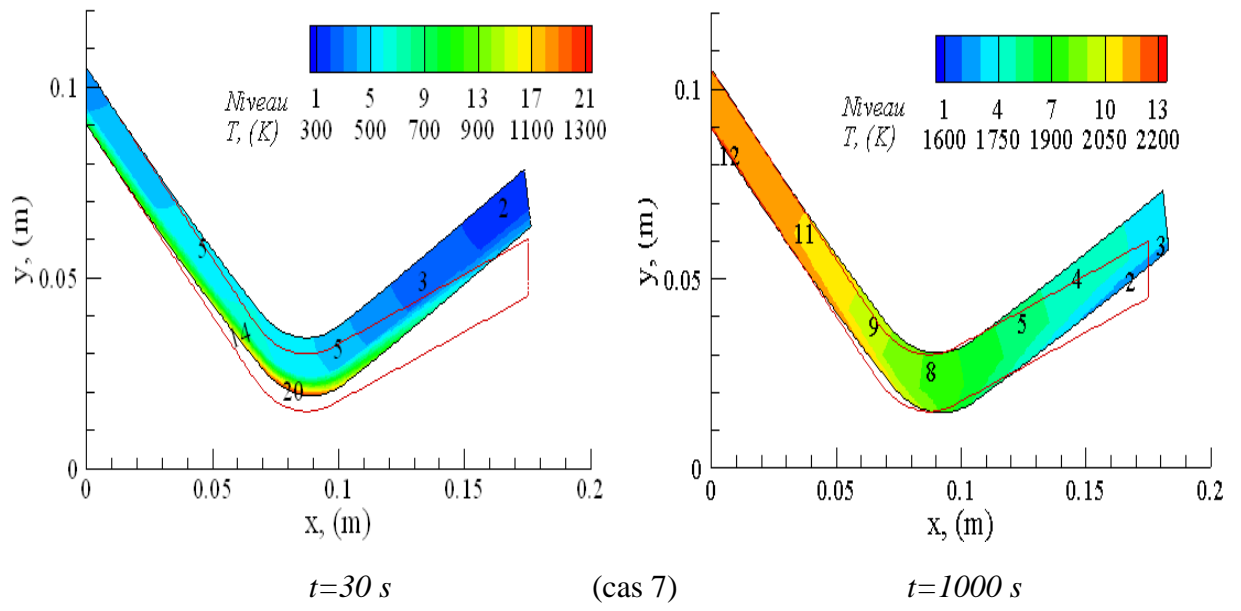 Niveau 1 5 9 13 17 21
T, (K) 300 500 700 900 1100 1300
0.1
0.05
0
y, (m)
5
14
20
5
3
2
0 0.05 0.1 0.15 0.2
x, (m)
Niveau 1 4 7 10 13
T, (K) 1600 1750 1900 2050 2200
0.1
0.05
0
y, (m)
12
11
9
8
5
4
2
3
0 0.05 0.1 0.15 0.2
x, (m)
t=30 s (cas 7) t=1000 s